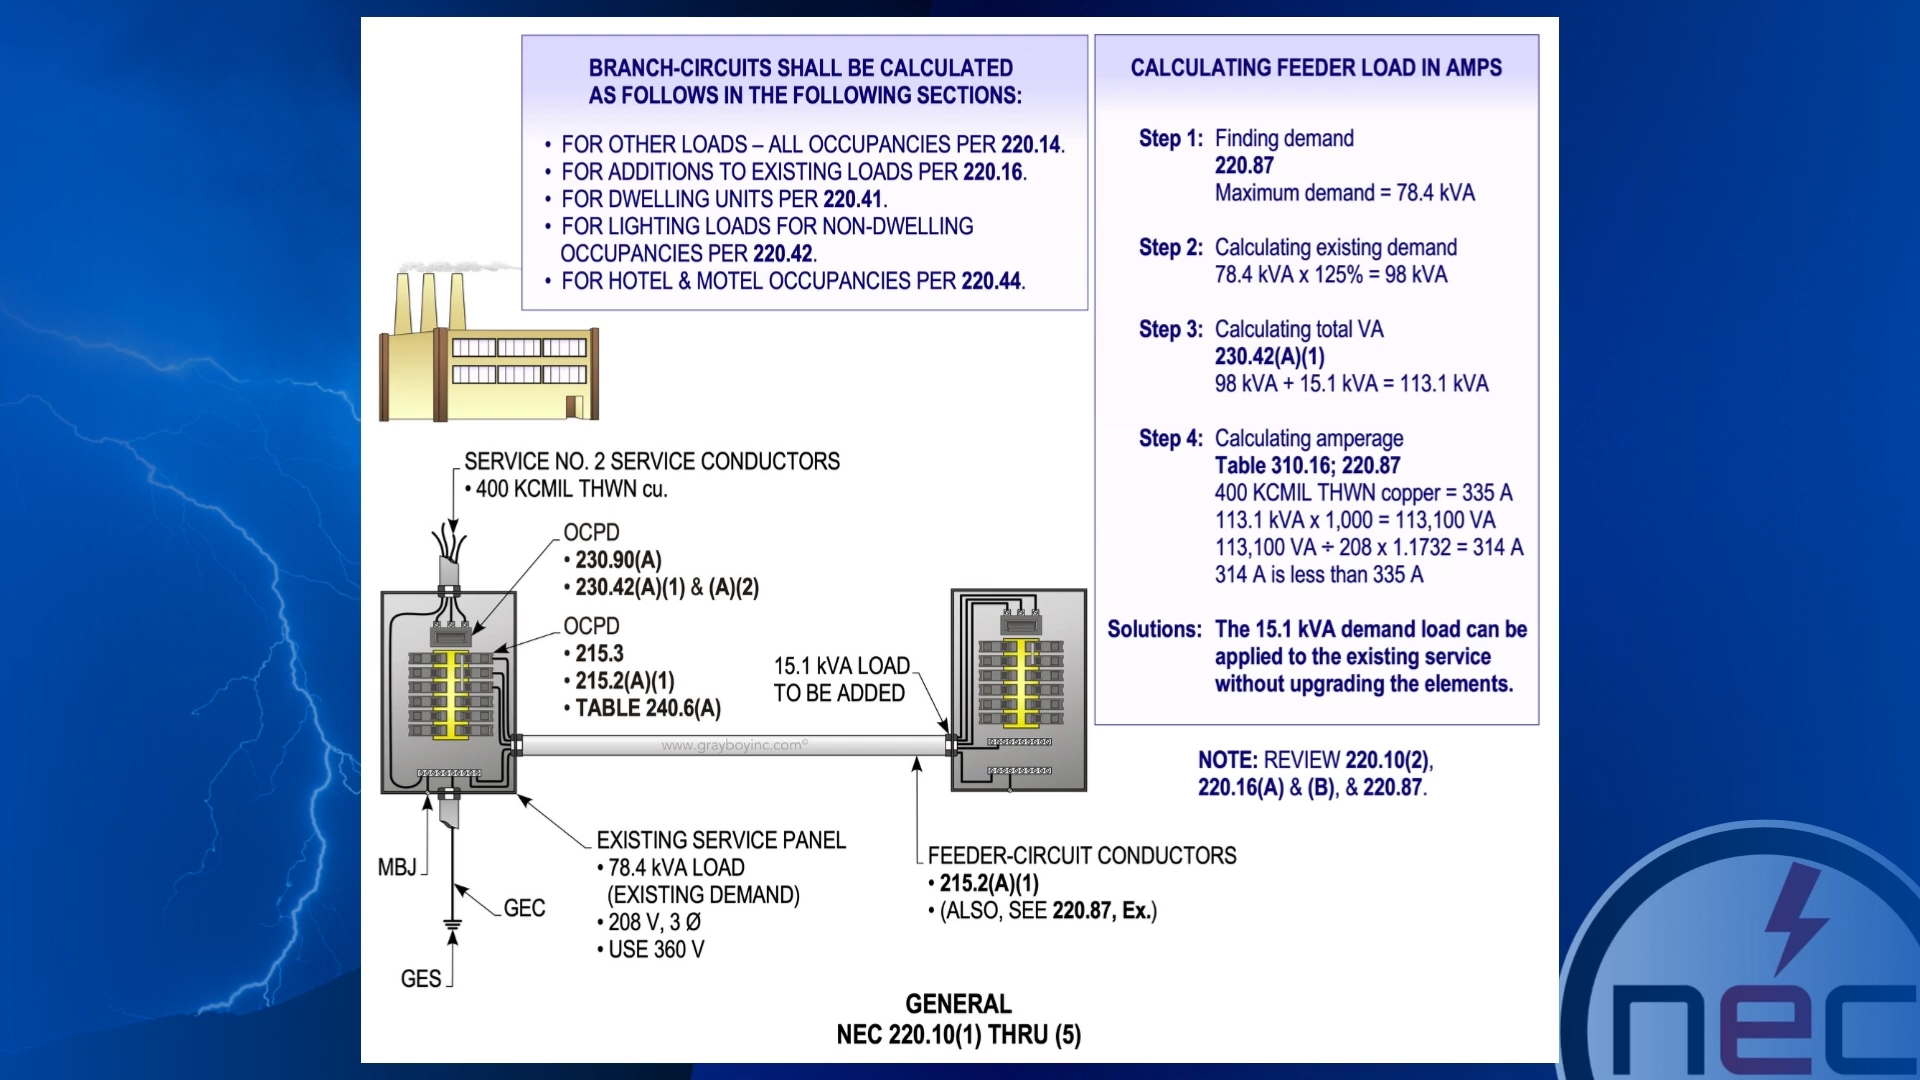 BRANCH-CIRCUITS SHALL BE CALCULATED
AS FOLLOWS IN THE FOLLOWING SECTIONS:
• FOR OTHER LOADS – ALL OCCUPANCIES PER 220.14.
• FOR ADDITIONS TO EXISTING LOADS PER 220.16.
• FOR DWELLING UNITS PER 220.41.
• FOR LIGHTING LOADS FOR NON-DWELLING
OCCUPANCIES PER 220.42.
• FOR HOTEL & MOTEL OCCUPANCIES PER 220.44.
CALCULATING FEEDER LOAD IN AMPS
Step 1: Finding demand
220.87
Maximum demand = 78.4 kVA
Step 2: Calculating existing demand
78.4 kVA x 125% = 98 kVA
Step 3: Calculating total VA
230.42(A)(1)
98 kVA + 15.1 kVA = 113.1 kVA
Step 4: Calculating amperage
Table 310.16; 220.87
400 KCMIL THWN copper = 335 A
113.1 kVA x 1,000 = 113,100 VA
113,100 VA ÷ 208 x 1.1732 = 314 A
314 A is less than 335 A
Solutions: The 15.1 kVA demand load can be
applied to the existing service
without upgrading the elements.
NOTE: REVIEW 220.10(2),
220.16(A) & (B), & 220.87.
SERVICE NO. 2 SERVICE CONDUCTORS
• 400 KCMIL THWN cu.
OCPD
• 230.90(A)
• 230.42(A)(1) & (A)(2)
OCPD
• 215.3
• 215.2(A)(1)
• TABLE 240.6(A)
15.1 kVA LOAD
TO BE ADDED
www.grayboyinc.com©
MBJ
GEC
GES
EXISTING SERVICE PANEL
• 78.4 kVA LOAD
(EXISTING DEMAND)
• 208 V, 3 Ø
• USE 360 V
FEEDER-CIRCUIT CONDUCTORS
• 215.2(A)(1)
• (ALSO, SEE 220.87, Ex.)
GENERAL
NEC 220.10(1) THRU (5)
nec